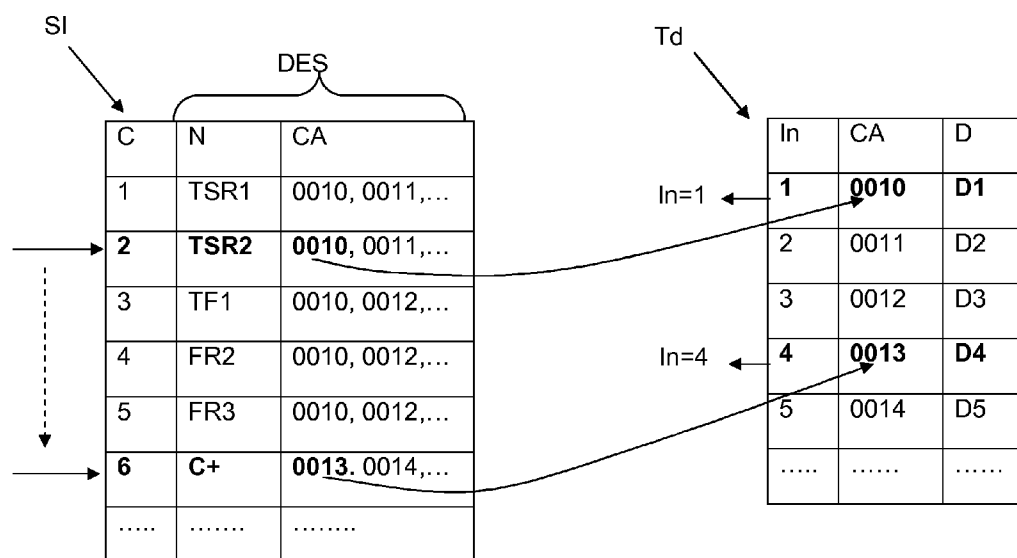 SI
DES
C N CA
1 TSR1 0010, 0011,...
2 TSR2 0010, 0011,...
3 TF1 0010, 0012,...
4 FR2 0010, 0012,...
5 FR3 0010, 0012,...
6 C+ 0013. 0014,...
..... ....... ........
Td
In CA D
In=1
1 0010 D1
2 0011 D2
3 0012 D3
In=4
4 0013 D4
5 0014 D5
..... ...... ......